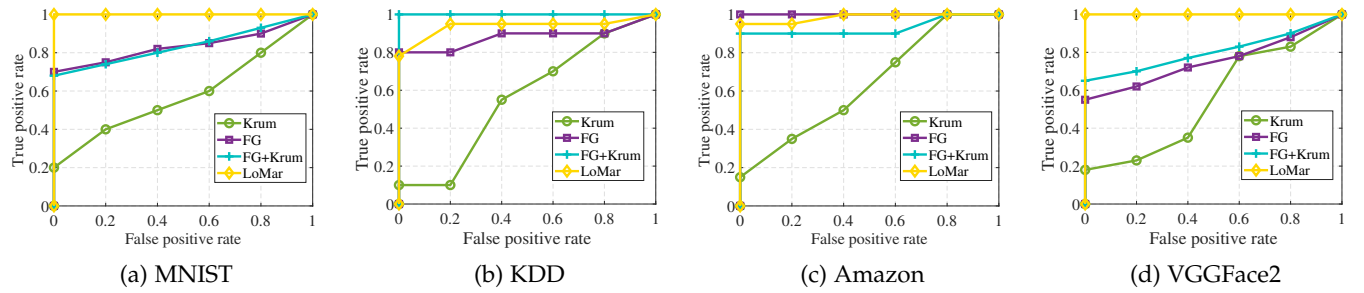 True positive rate
1
0.8
0.6
0.4
0.2
0
0 0.2 0.4 0.6 0.8 1
False positive rate
Krum
FG
FG+Krum
LoMar
(a) MNIST
True positive rate
1
0.8
0.6
0.4
0.2
0
0 0.2 0.4 0.6 0.8 1
False positive rate
Krum
FG
FG+Krum
LoMar
(b) KDD
True positive rate
1
0.8
0.6
0.4
0.2
0
0 0.2 0.4 0.6 0.8 1
False positive rate
Krum
FG
FG+Krum
LoMar
(c) Amazon
True positive rate
1
0.8
0.6
0.4
0.2
0
0 0.2 0.4 0.6 0.8 1
False positive rate
Krum
FG
FG+Krum
LoMar
(d) VGGFace2